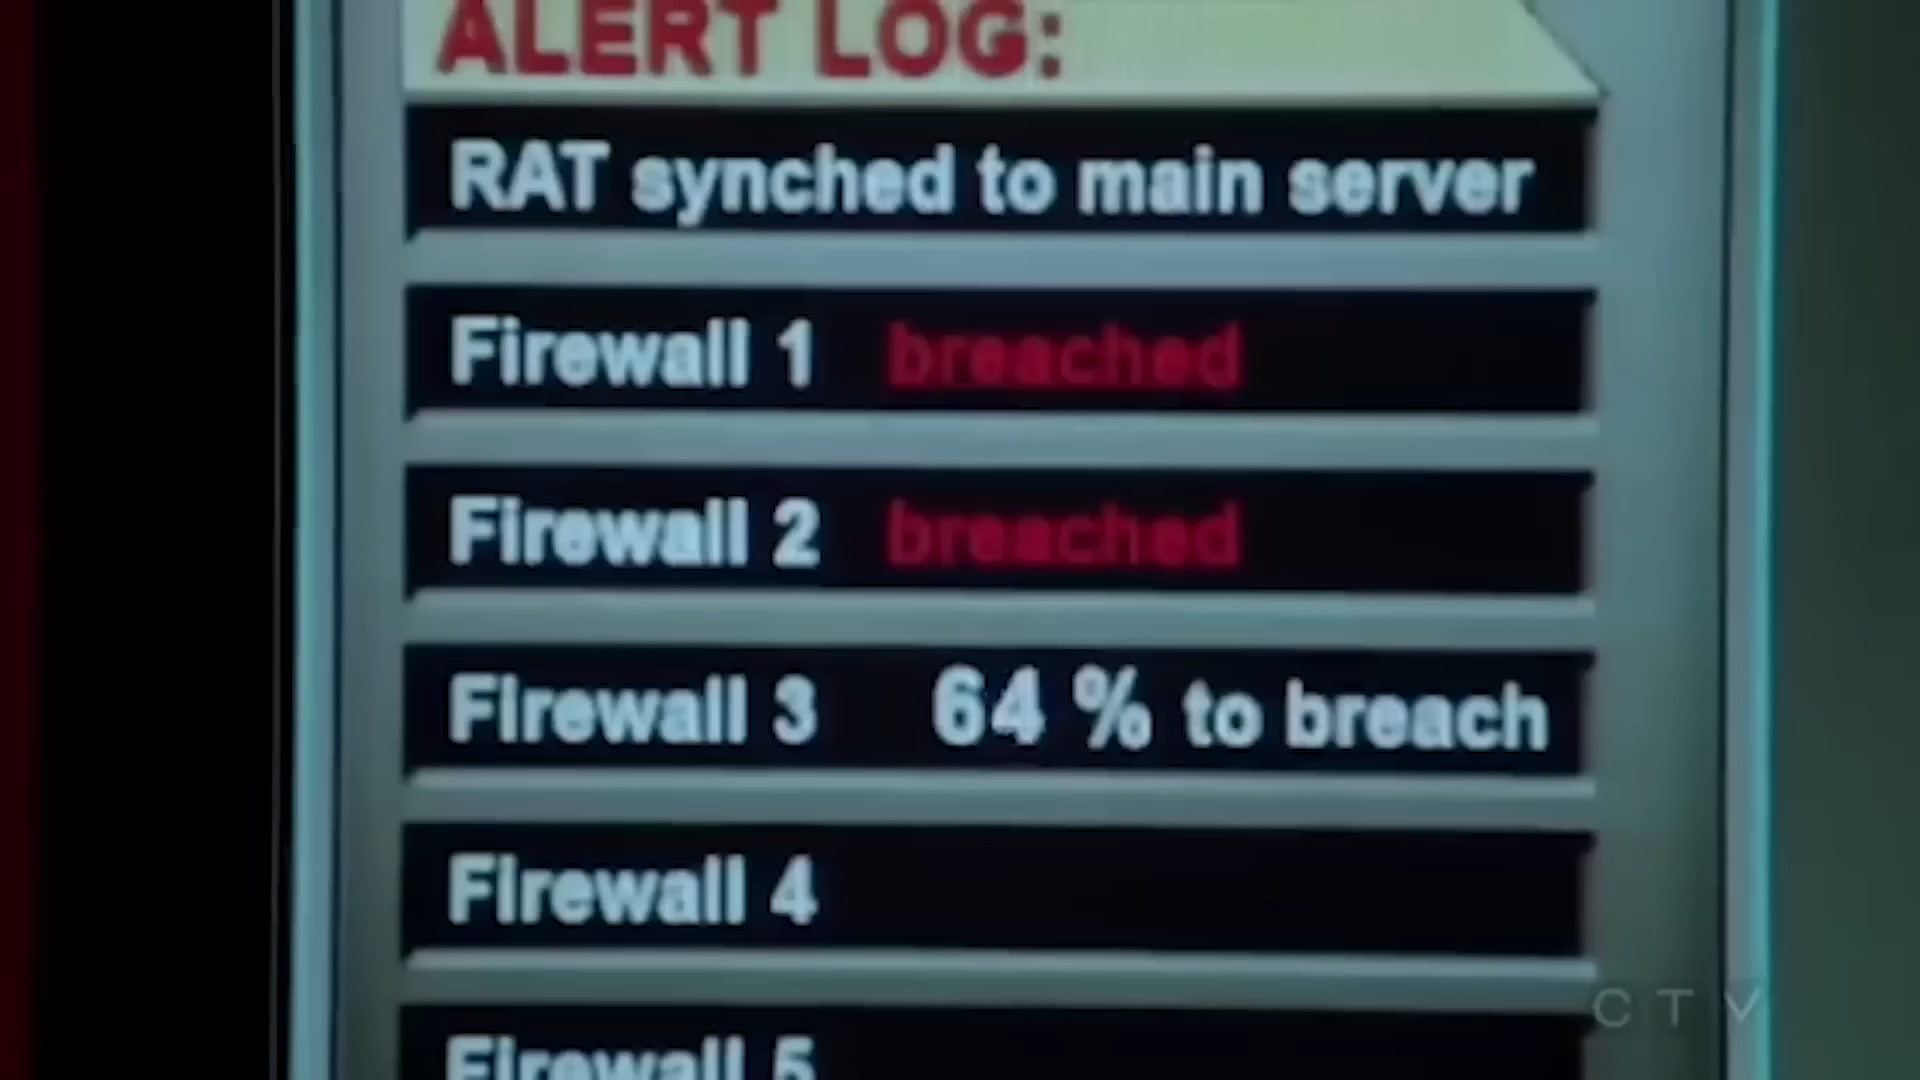 ALERT LOG:
RAT synched to main server
Firewall 1 breached
Firewall 2 breached
Firewall 3 64 % to breach
Firewall 4
Firewall 5
CTV